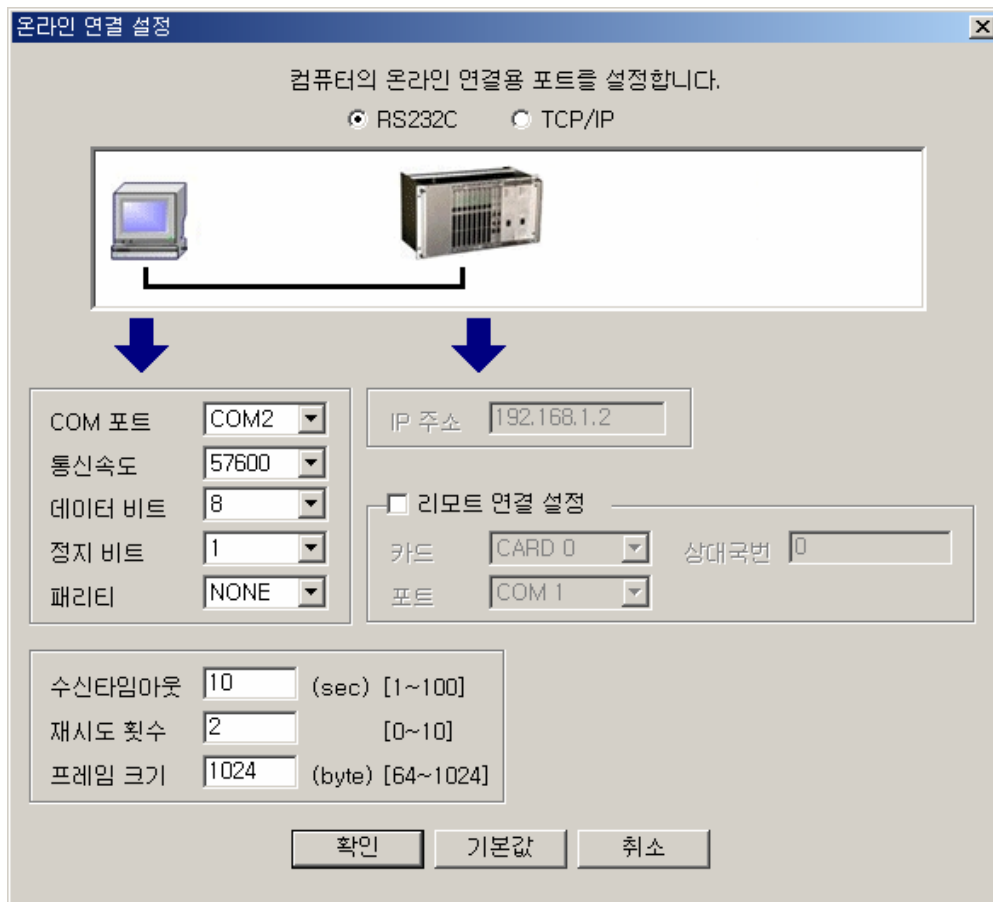 온라인 연결 설정
컴퓨터의 온라인 연결용 포트를 설정합니다.
RS232C TCP/IP
COM 포트 COM2
통신속도 57600
데이터 비트 8
정지 비트 1
패리티 NONE
IP 주소 192.168.1.2
리모트 연결 설정
카드 CARD 0 상대국번 0
포트 COM 1
수신타임아웃 10 (sec) [1~100]
재시도 횟수 2 [0~10]
프레임 크기 1024 (byte) [64~1024]
확인 기본값 취소